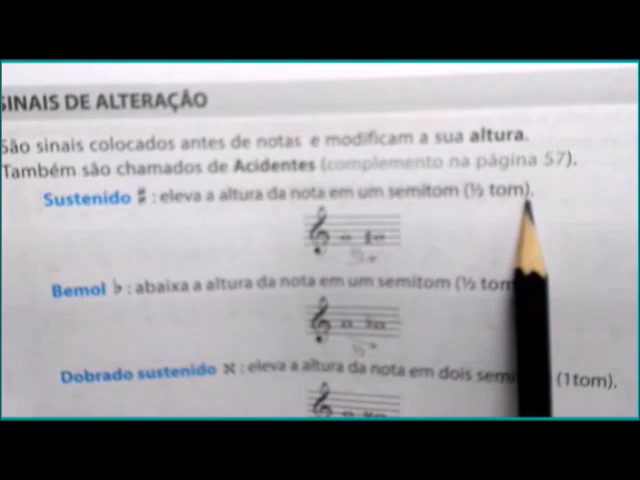 SINAIS DE ALTERAÇÃO
São sinais colocados antes de notas e modificam a sua altura.
Também são chamados de Acidentes (complemento na página 57).
Sustenido ♯ : eleva a altura da nota em um semitom (½ tom).
Bemol ♭ : abaixa a altura da nota em um semitom (½ tom
Dobrado sustenido 𝄪 : eleva a altura da nota em dois semi (1tom).